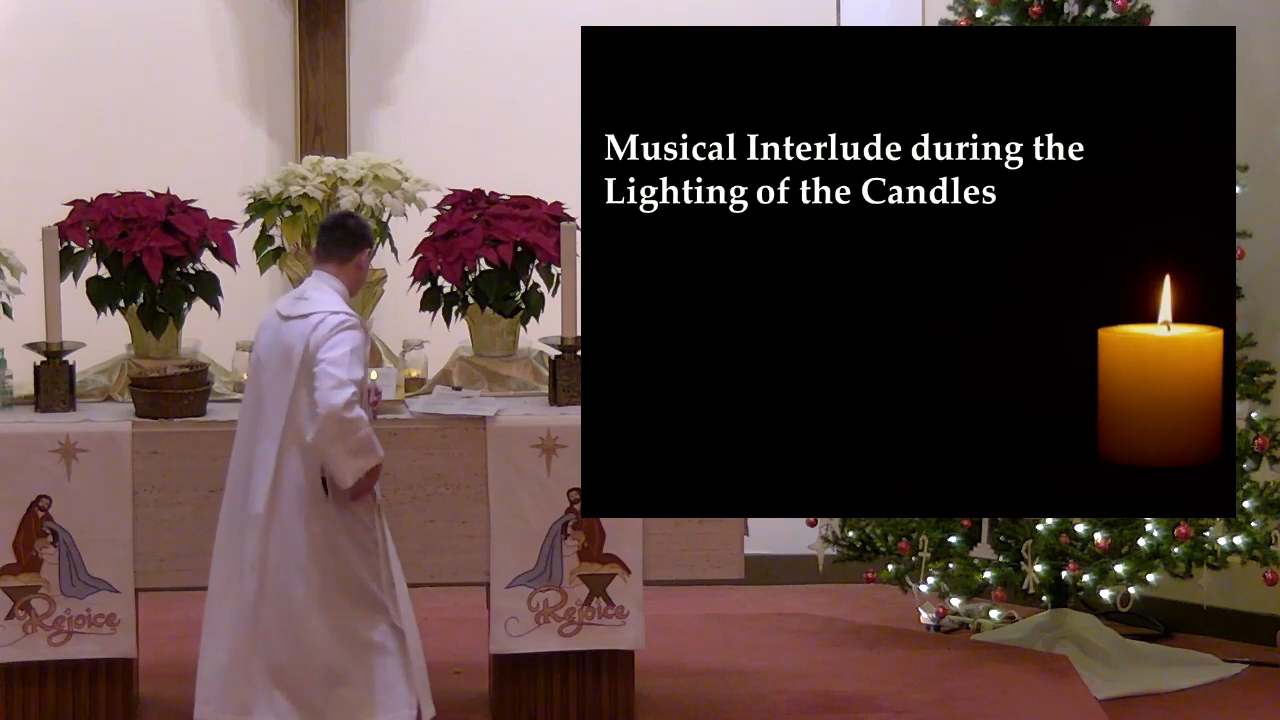 Musical Interlude during the
Lighting of the Candles
Rejoice
Rejoice